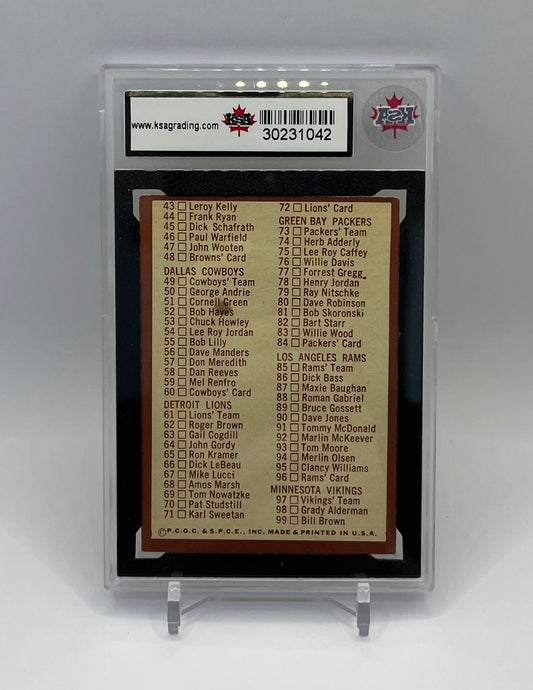 www.ksagrading.com
KSA
30231042
KSA
43 Leroy Kelly
44 Frank Ryan
45 Dick Schafrath
46 Paul Warfield
47 John Wooten
48 Browns' Card
DALLAS COWBOYS
49 Cowboys' Team
50 George Andrie
51 Cornell Green
52 Bob Hayes
53 Chuck Howley
54 Lee Roy Jordan
55 Bob Lilly
56 Dave Manders
57 Don Meredith
58 Dan Reeves
59 Mel Renfro
60 Cowboys' Card
DETROIT LIONS
61 Lions' Team
62 Roger Brown
63 Gail Cogdill
64 John Gordy
65 Ron Kramer
66 Dick LeBeau
67 Mike Lucci
68 Amos Marsh
69 Tom Nowatzke
70 Pat Studstill
71 Karl Sweetan
72 Lions' Card
GREEN BAY PACKERS
73 Packers' Team
74 Herb Adderly
75 Lee Roy Caffey
76 Willie Davis
77 Forrest Gregg
78 Henry Jordan
79 Ray Nitschke
80 Dave Robinson
81 Bob Skoronski
82 Bart Starr
83 Willie Wood
84 Packers' Card
LOS ANGELES RAMS
85 Rams' Team
86 Dick Bass
87 Maxie Baughan
88 Roman Gabriel
89 Bruce Gossett
90 Dave Jones
91 Tommy McDonald
92 Marlin McKeever
93 Tom Moore
94 Merlin Olsen
95 Clancy Williams
96 Rams' Card
MINNESOTA VIKINGS
97 Vikings' Team
98 Grady Alderman
99 Bill Brown
©P.C.G.C. & S.P.C.E., INC. MADE & PRINTED IN U.S.A.